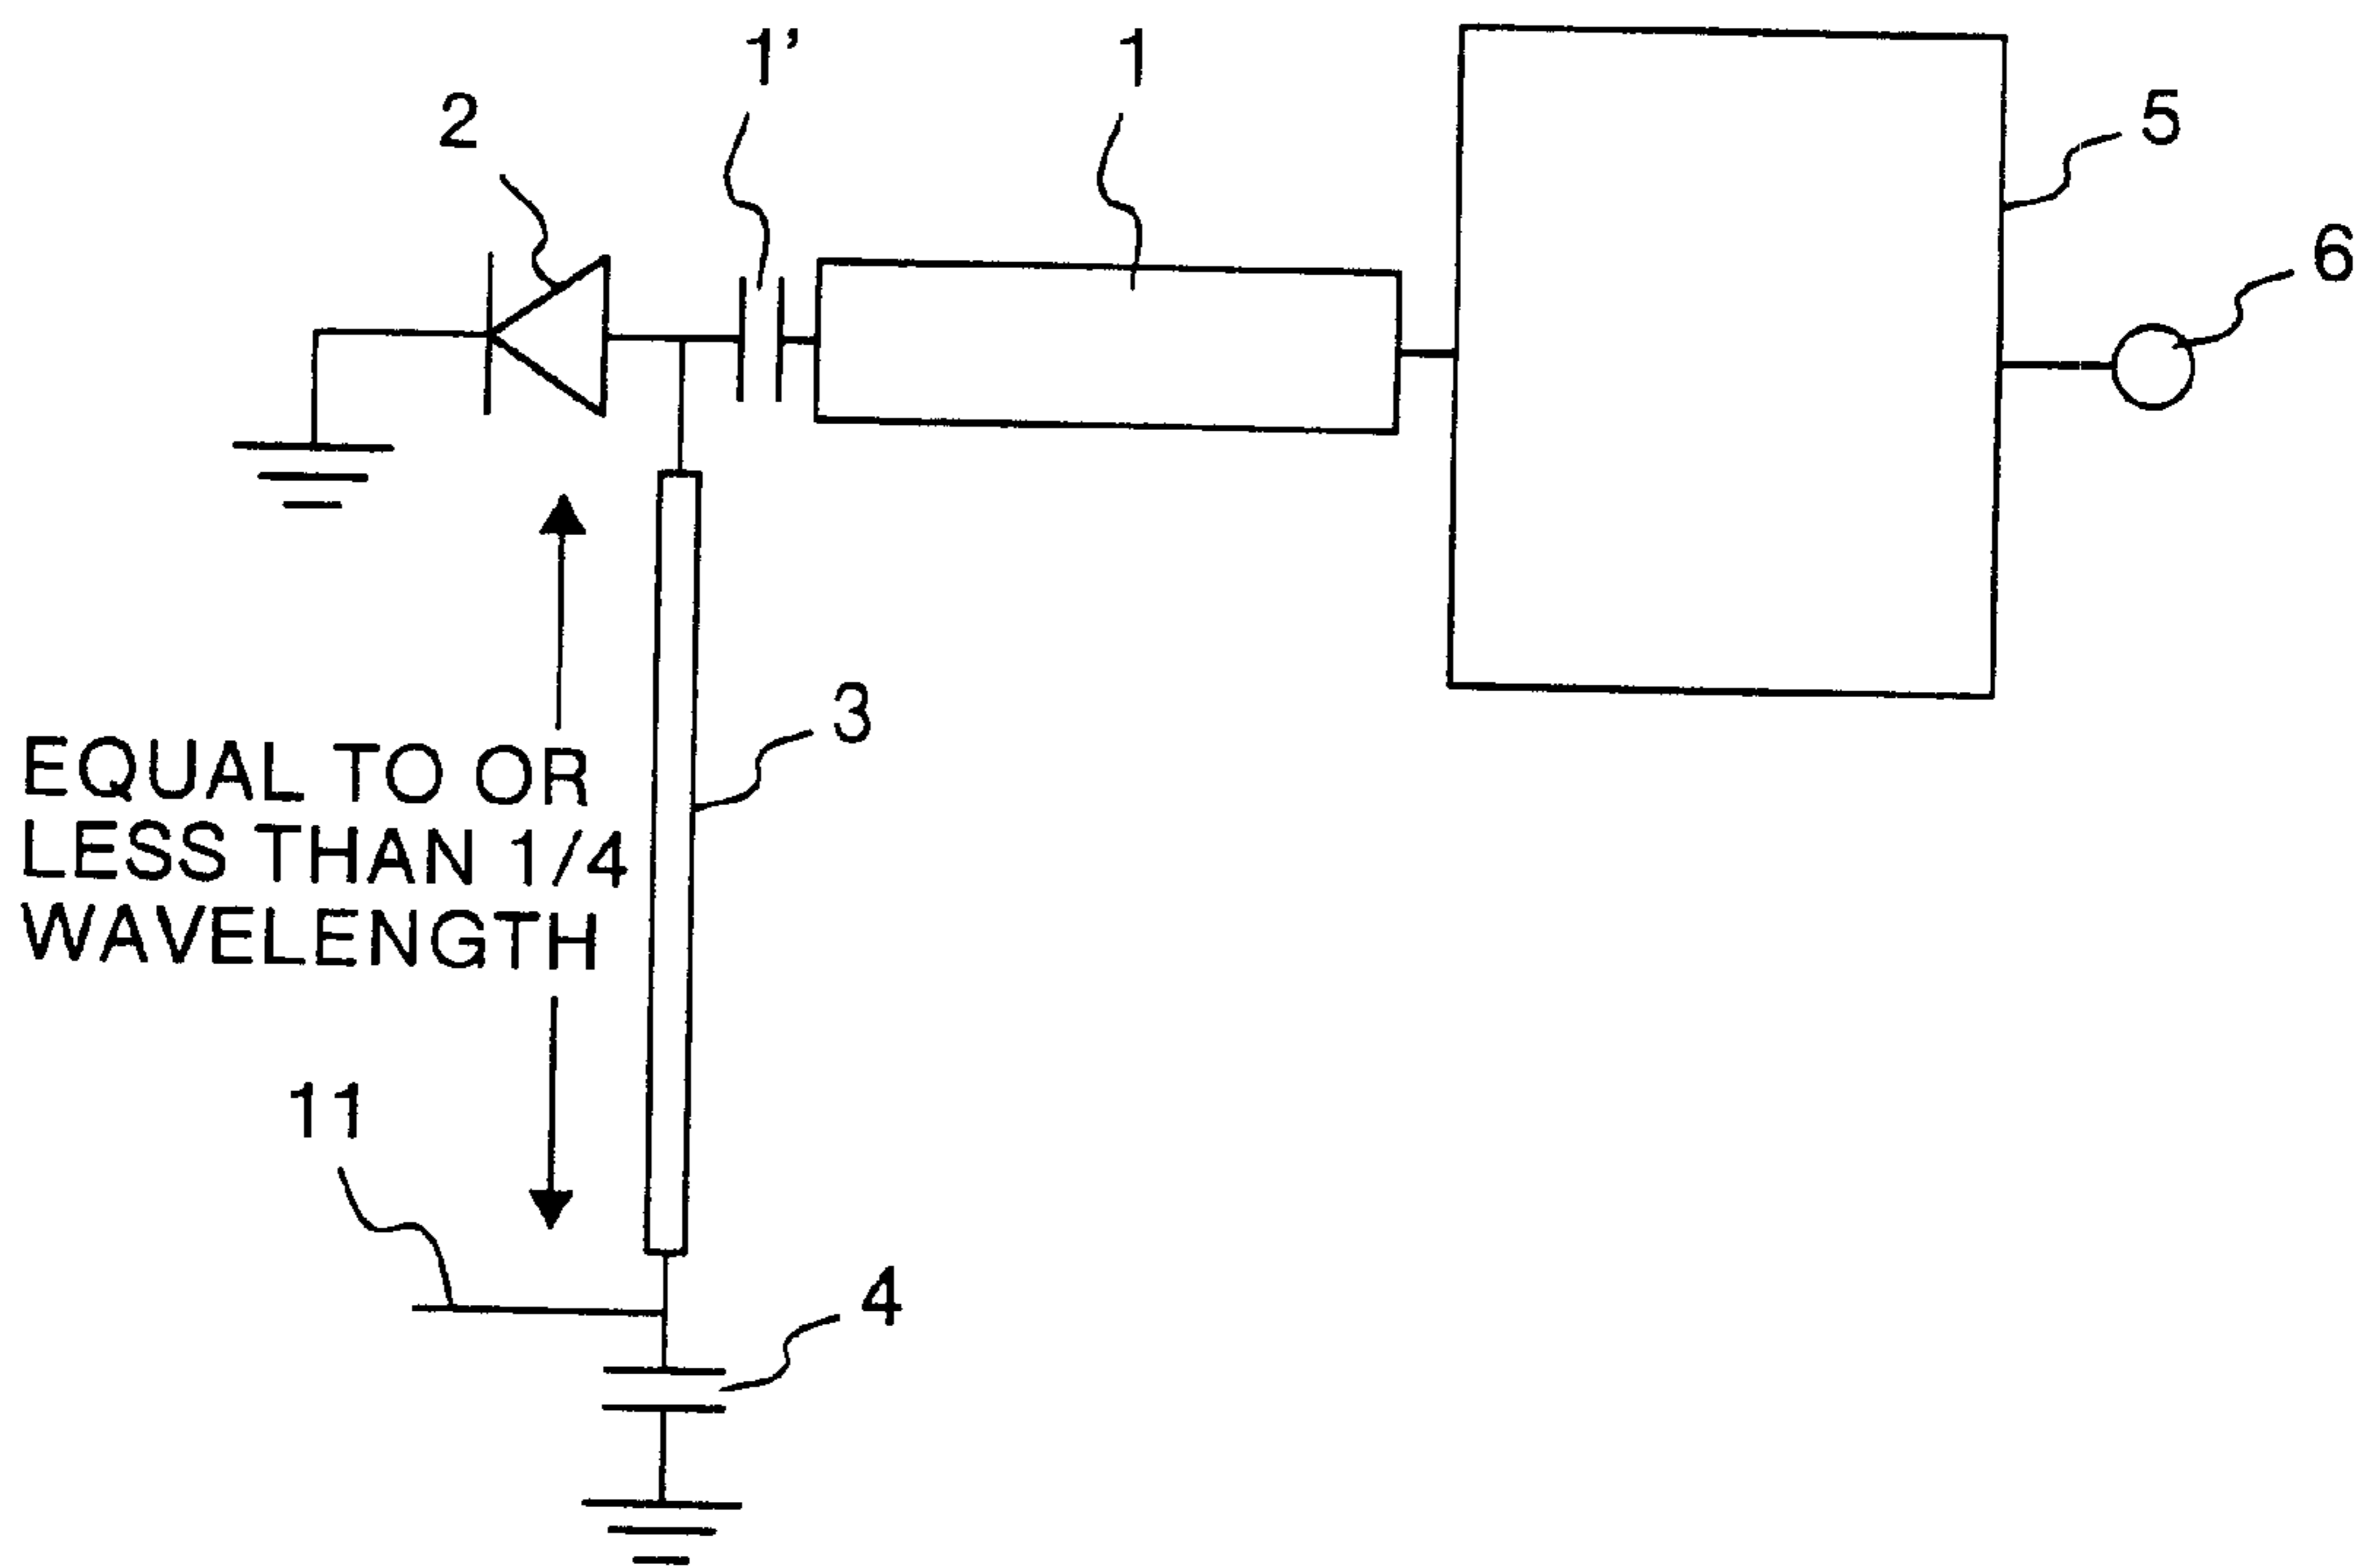 1'
1
2
5
6
3
EQUAL TO OR
LESS THAN 1/4
WAVELENGTH
11
4